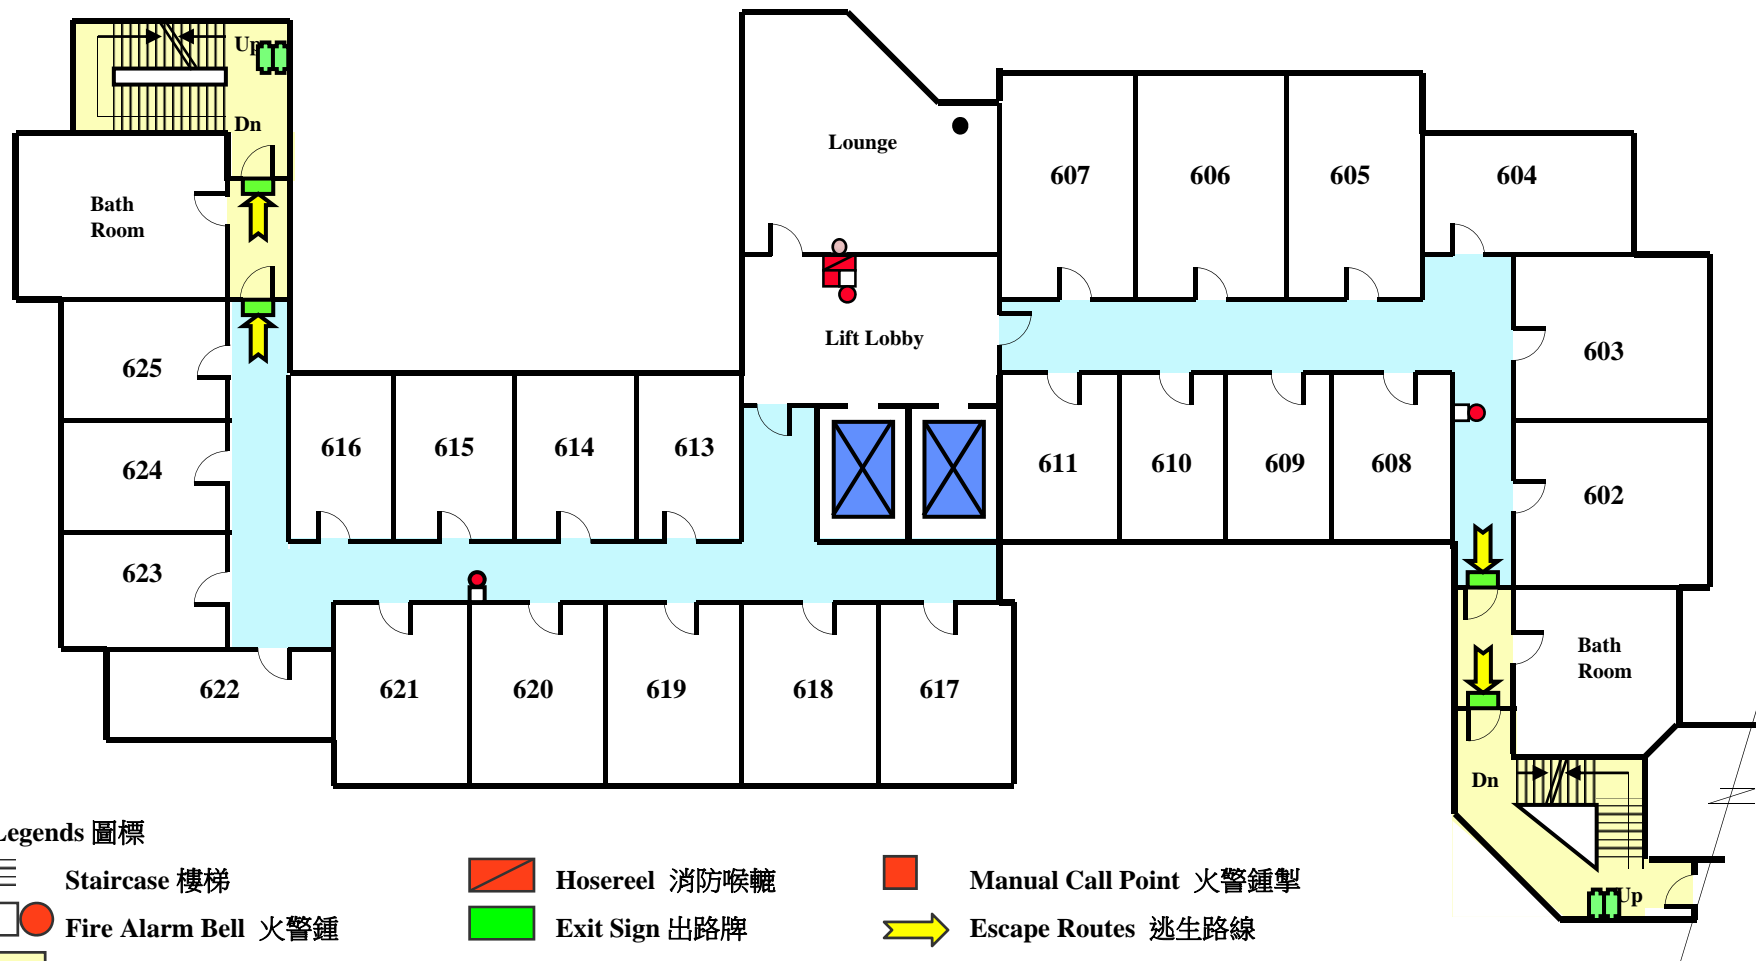 Up
Dn
Bath
Room
Lounge
607
606
605
604
Lift Lobby
603
625
616
615
614
613
611
610
609
608
602
624
623
622
621
620
619
618
617
Bath
Room
Dn
Up
Legends 圖標
Staircase 樓梯
Hosereel 消防喉轆
Manual Call Point 火警鍾掣
Fire Alarm Bell 火警鍾
Exit Sign 出路牌
Escape Routes 逃生路線